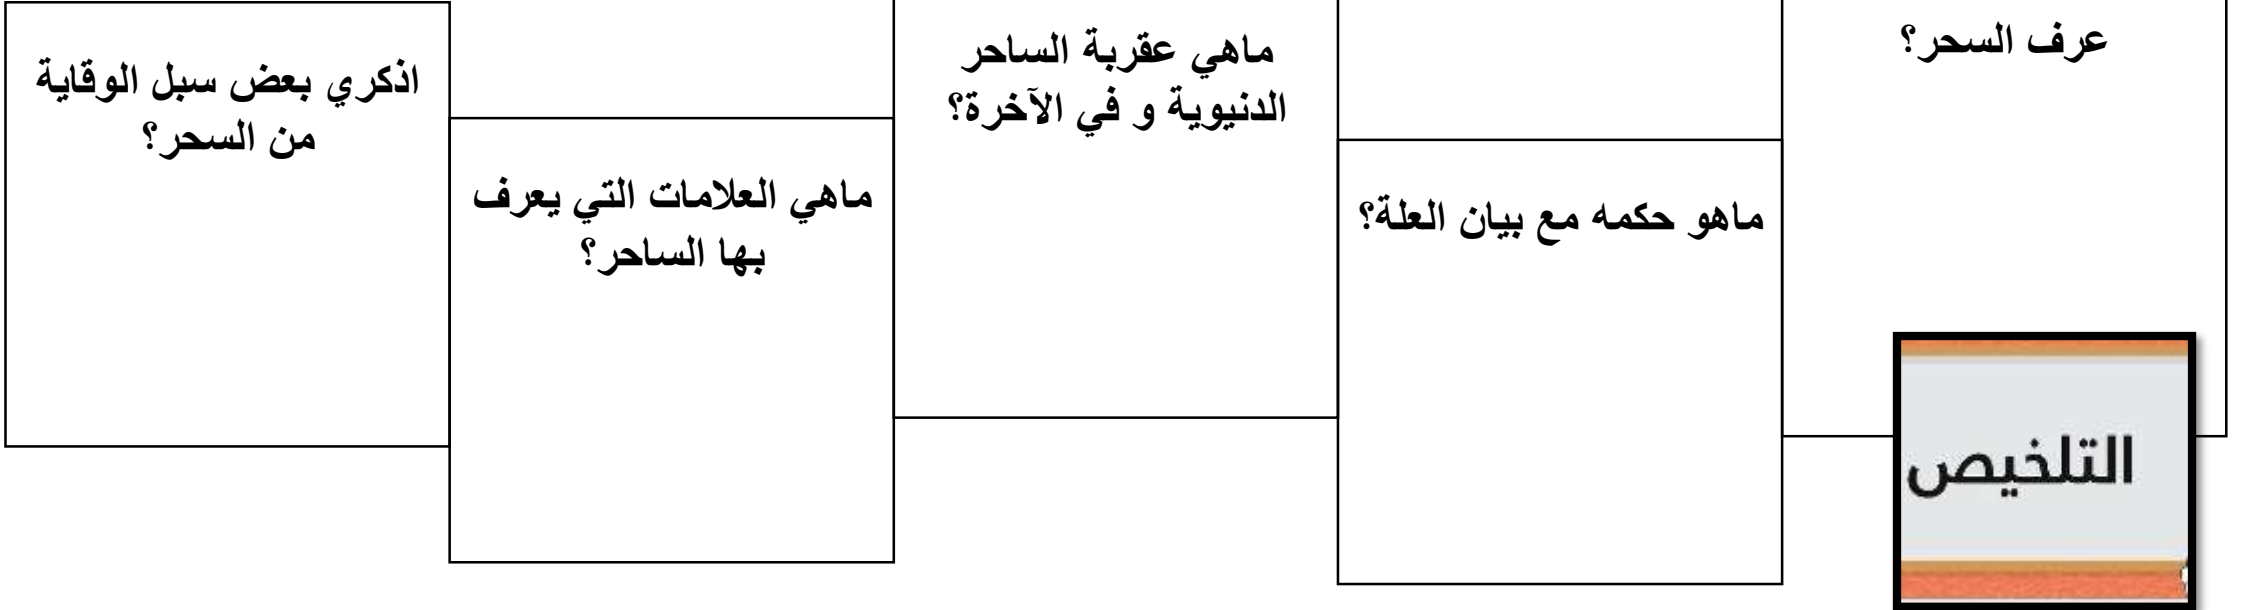 عرف السحر؟
ماهو حكمه مع بيان العلة؟
ماهي عقربة الساحر
الدنيوية و في الآخرة؟
ماهي العلامات التي يعرف
بها الساحر؟
اذكري بعض سبل الوقاية
من السحر؟
التلخيص